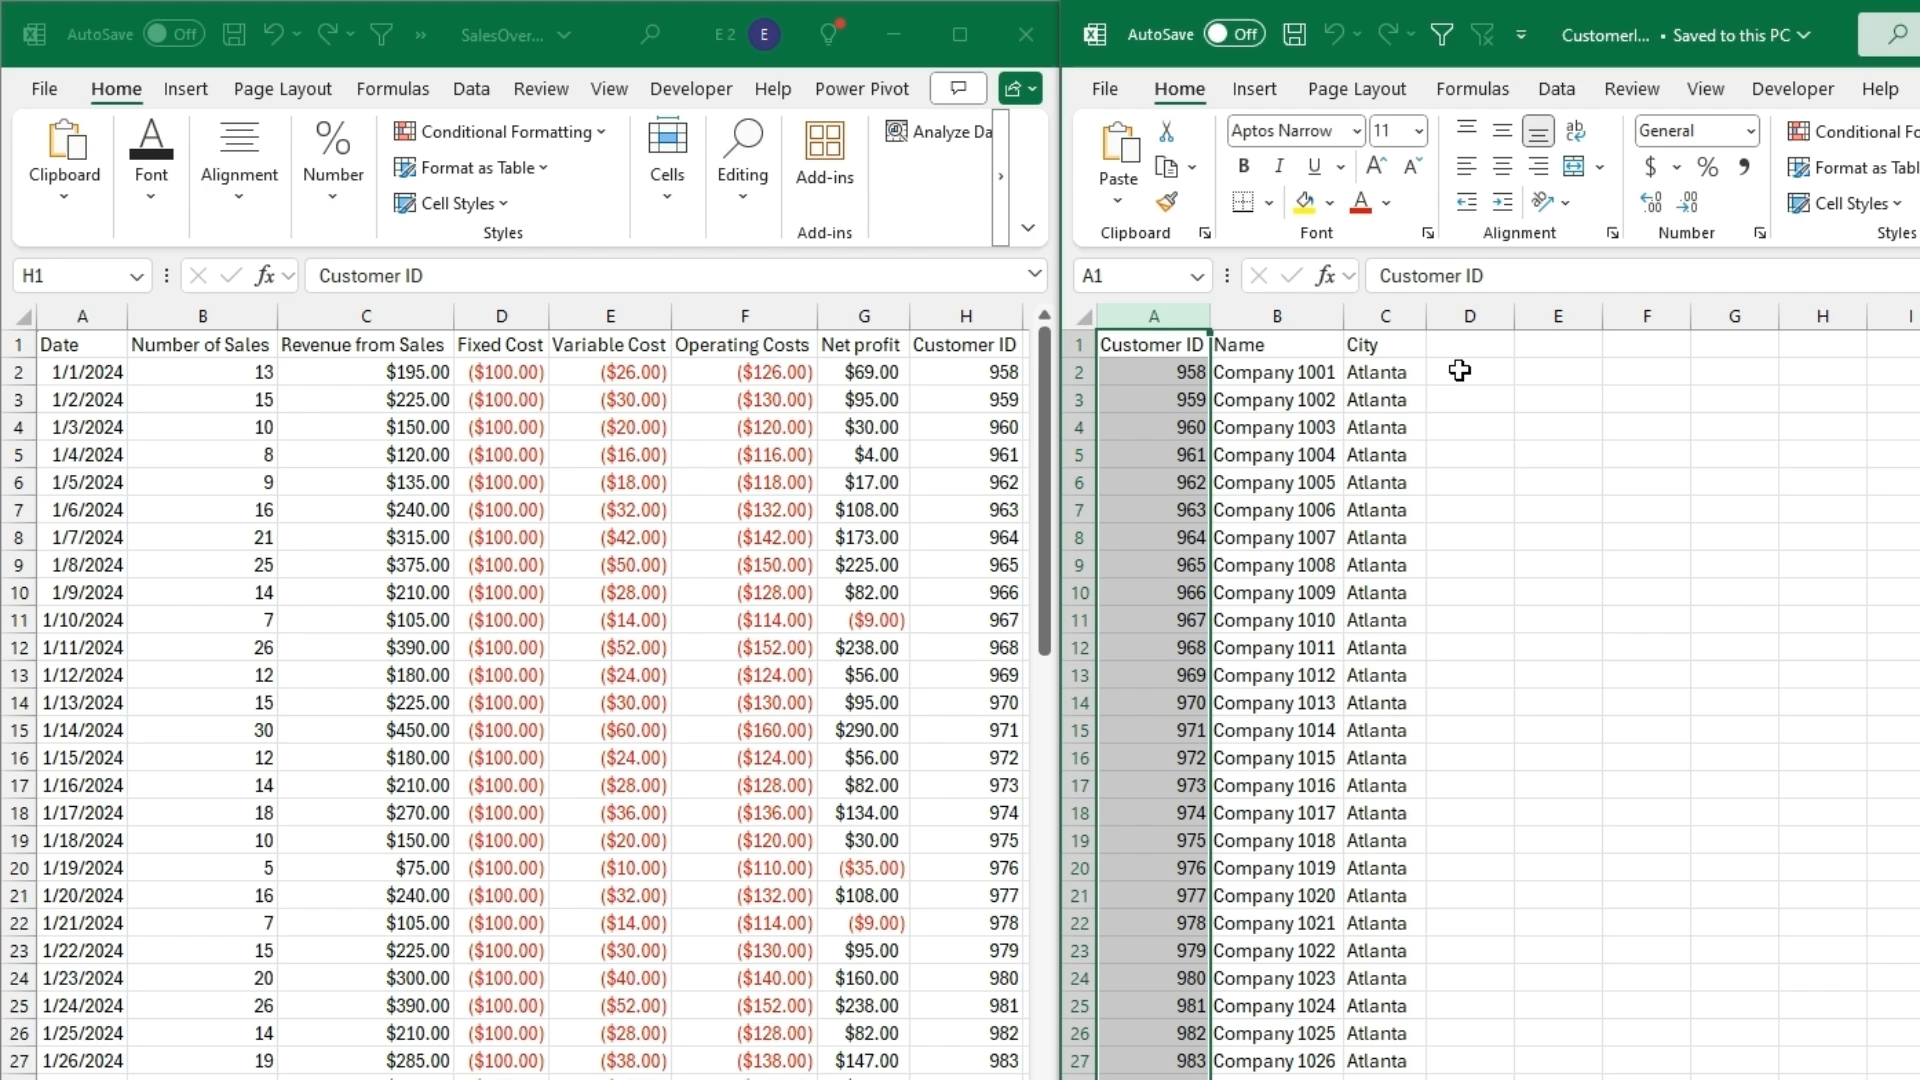 AutoSave Off SalesOver... E 2 E
File Home Insert Page Layout Formulas Data Review View Developer Help Power Pivot
Clipboard Font Alignment Number Conditional Formatting Format as Table Cell Styles Styles Cells Editing Add-ins Add-ins Analyze Da
H1 fx Customer ID
A B C D E F G H
1 Date Number of Sales Revenue from Sales Fixed Cost Variable Cost Operating Costs Net profit Customer ID
2 1/1/2024 13 $195.00 ($100.00) ($26.00) ($126.00) $69.00 958
3 1/2/2024 15 $225.00 ($100.00) ($30.00) ($130.00) $95.00 959
4 1/3/2024 10 $150.00 ($100.00) ($20.00) ($120.00) $30.00 960
5 1/4/2024 8 $120.00 ($100.00) ($16.00) ($116.00) $4.00 961
6 1/5/2024 9 $135.00 ($100.00) ($18.00) ($118.00) $17.00 962
7 1/6/2024 16 $240.00 ($100.00) ($32.00) ($132.00) $108.00 963
8 1/7/2024 21 $315.00 ($100.00) ($42.00) ($142.00) $173.00 964
9 1/8/2024 25 $375.00 ($100.00) ($50.00) ($150.00) $225.00 965
10 1/9/2024 14 $210.00 ($100.00) ($28.00) ($128.00) $82.00 966
11 1/10/2024 7 $105.00 ($100.00) ($14.00) ($114.00) ($9.00) 967
12 1/11/2024 26 $390.00 ($100.00) ($52.00) ($152.00) $238.00 968
13 1/12/2024 12 $180.00 ($100.00) ($24.00) ($124.00) $56.00 969
14 1/13/2024 15 $225.00 ($100.00) ($30.00) ($130.00) $95.00 970
15 1/14/2024 30 $450.00 ($100.00) ($60.00) ($160.00) $290.00 971
16 1/15/2024 12 $180.00 ($100.00) ($24.00) ($124.00) $56.00 972
17 1/16/2024 14 $210.00 ($100.00) ($28.00) ($128.00) $82.00 973
18 1/17/2024 18 $270.00 ($100.00) ($36.00) ($136.00) $134.00 974
19 1/18/2024 10 $150.00 ($100.00) ($20.00) ($120.00) $30.00 975
20 1/19/2024 5 $75.00 ($100.00) ($10.00) ($110.00) ($35.00) 976
21 1/20/2024 16 $240.00 ($100.00) ($32.00) ($132.00) $108.00 977
22 1/21/2024 7 $105.00 ($100.00) ($14.00) ($114.00) ($9.00) 978
23 1/22/2024 15 $225.00 ($100.00) ($30.00) ($130.00) $95.00 979
24 1/23/2024 20 $300.00 ($100.00) ($40.00) ($140.00) $160.00 980
25 1/24/2024 26 $390.00 ($100.00) ($52.00) ($152.00) $238.00 981
26 1/25/2024 14 $210.00 ($100.00) ($28.00) ($128.00) $82.00 982
27 1/26/2024 19 $285.00 ($100.00) ($38.00) ($138.00) $147.00 983
AutoSave Off CustomerI... • Saved to this PC
File Home Insert Page Layout Formulas Data Review View Developer Help
Aptos Narrow 11 General Conditional Fo
Paste B I U A A ab $ % Format as Tabl
A .00 Cell Styles
Clipboard Font Alignment Number Styles
A1 fx Customer ID
A B C D E F G H I
1 Customer ID Name City
2 958 Company 1001 Atlanta
3 959 Company 1002 Atlanta
4 960 Company 1003 Atlanta
5 961 Company 1004 Atlanta
6 962 Company 1005 Atlanta
7 963 Company 1006 Atlanta
8 964 Company 1007 Atlanta
9 965 Company 1008 Atlanta
10 966 Company 1009 Atlanta
11 967 Company 1010 Atlanta
12 968 Company 1011 Atlanta
13 969 Company 1012 Atlanta
14 970 Company 1013 Atlanta
15 971 Company 1014 Atlanta
16 972 Company 1015 Atlanta
17 973 Company 1016 Atlanta
18 974 Company 1017 Atlanta
19 975 Company 1018 Atlanta
20 976 Company 1019 Atlanta
21 977 Company 1020 Atlanta
22 978 Company 1021 Atlanta
23 979 Company 1022 Atlanta
24 980 Company 1023 Atlanta
25 981 Company 1024 Atlanta
26 982 Company 1025 Atlanta
27 983 Company 1026 Atlanta